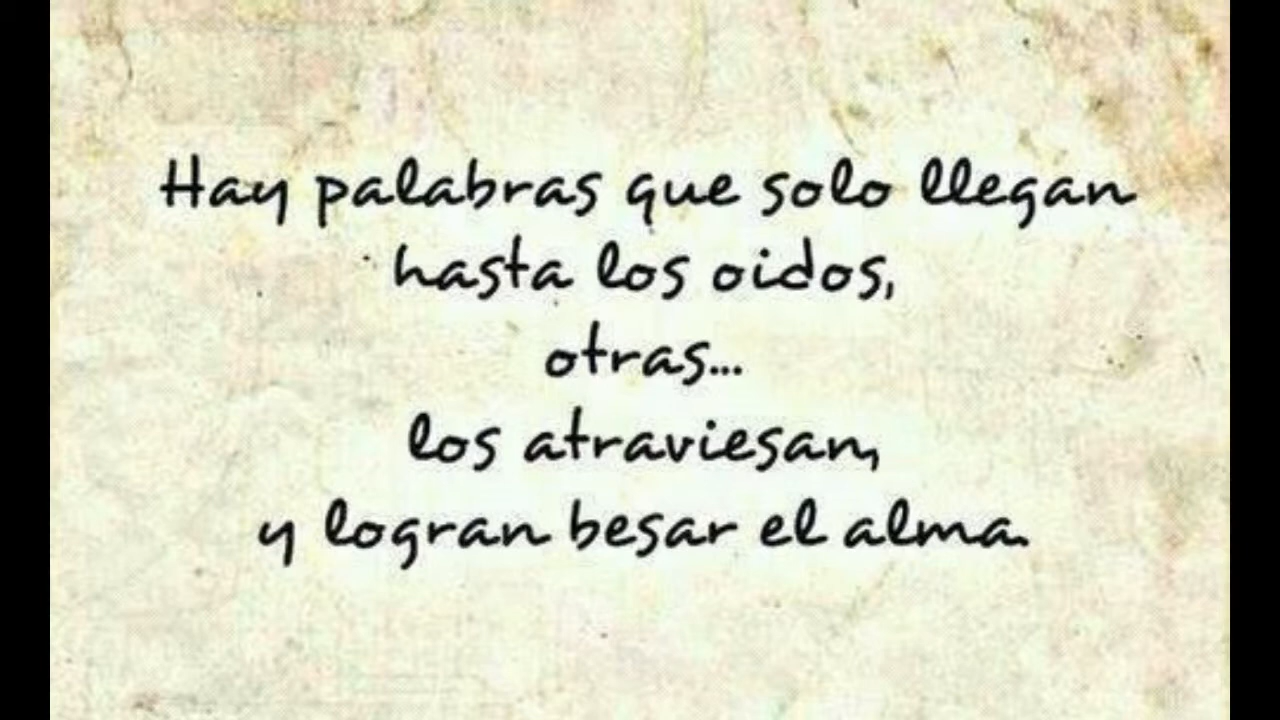 Hay palabras que solo llegan
hasta los oidos,
otras...
los atraviesan,
y logran besar el alma.